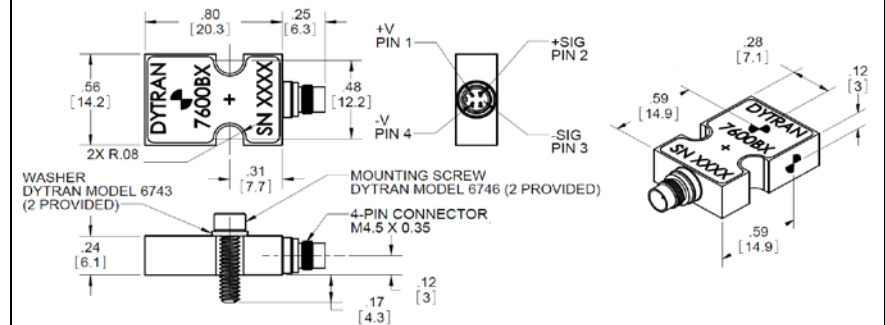 .80
[20.3]
.25
[6.3]
.56
[14.2]
DYTRAN
7600BX
SN XXXX
+
.48
[12.2]
2X R.08
.31
[7.7]
+V
PIN 1
+SIG
PIN 2
-V
PIN 4
-SIG
PIN 3
.28
[7.1]
.12
[3]
.59
[14.9]
DYTRAN
7600BX
+
SN XXXX
.59
[14.9]
WASHER
DYTRAN MODEL 6743
(2 PROVIDED)
MOUNTING SCREW
DYTRAN MODEL 6746 (2 PROVIDED)
4-PIN CONNECTOR
M4.5 X 0.35
.24
[6.1]
.12
[3]
.17
[4.3]